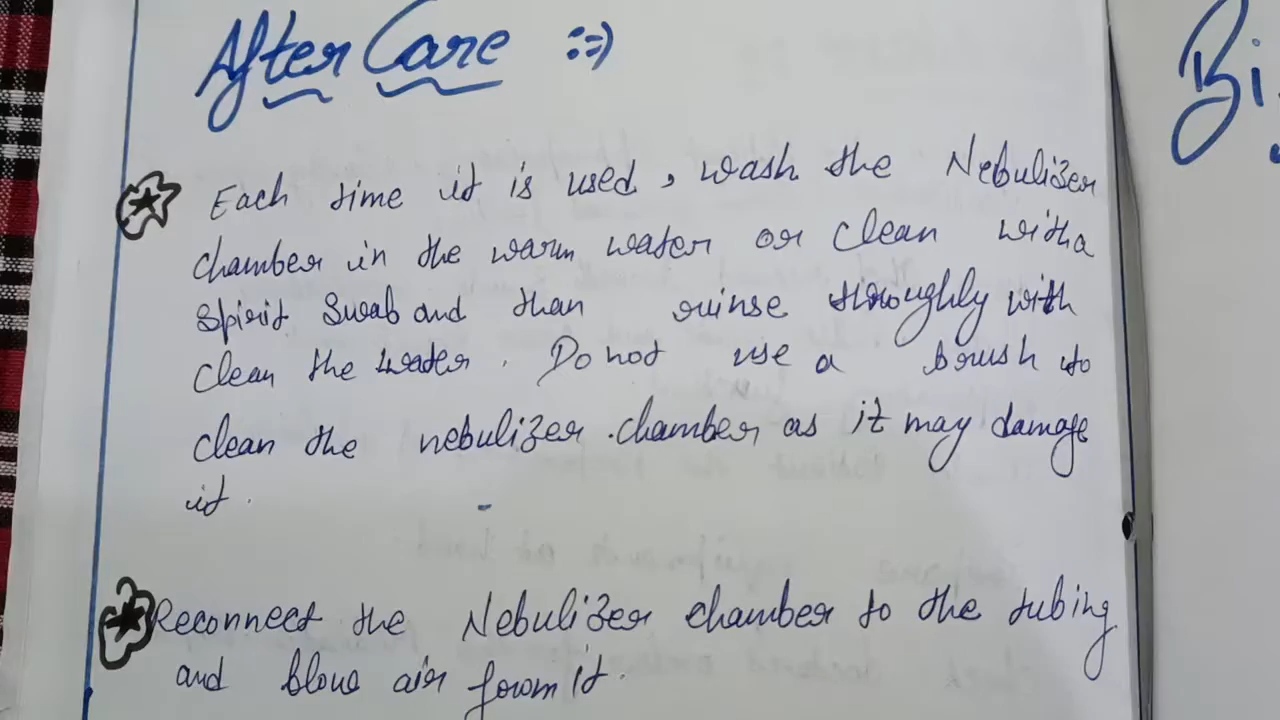 After Care :->
Each time it is used, wash the Nebulizer
chamber in the warm water or clean with a
spirit swab and than rinse thoroughly with
clean the water. Do not use a brush to
clean the nebulizer chamber as it may damage
it.
Reconnect the Nebulizer chamber to the tubing
and blow air from it.
Bi